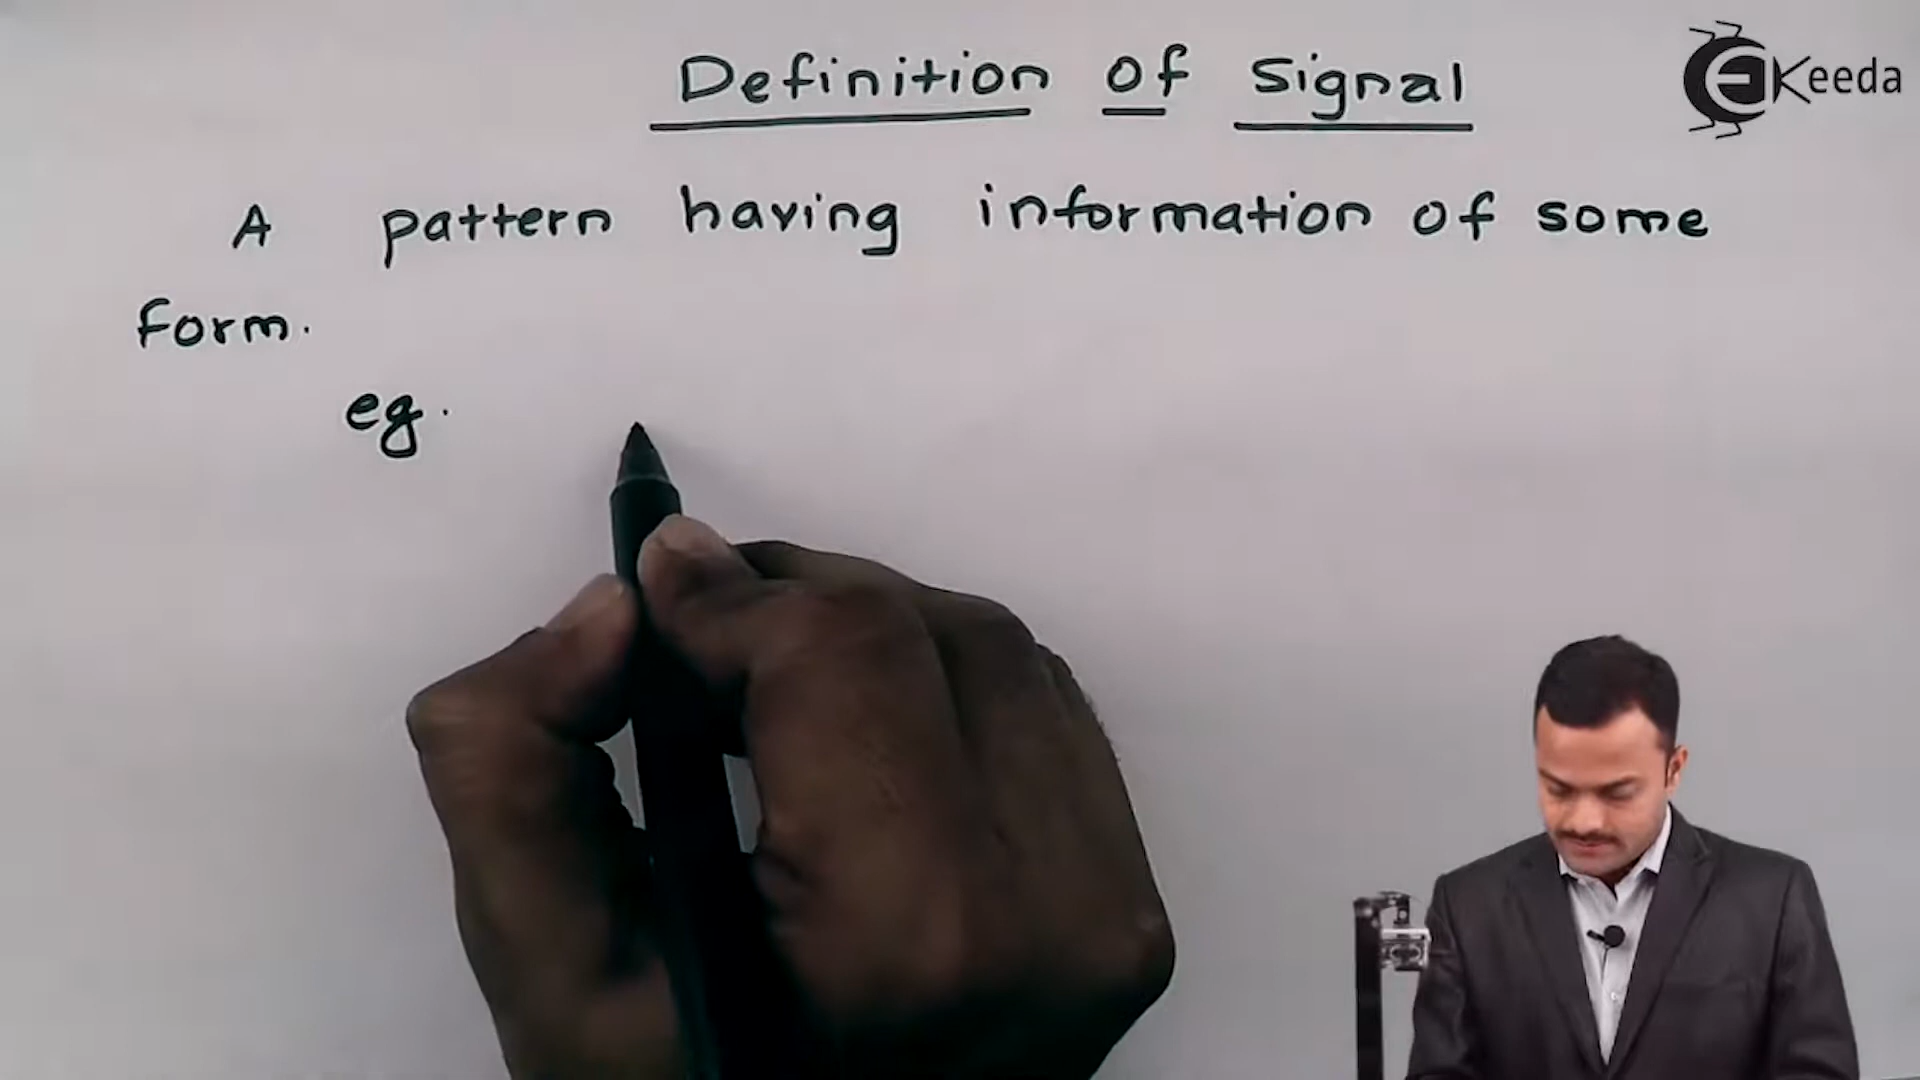 Definition of Signal
EKeeda
A pattern having information of some
form.
eg.